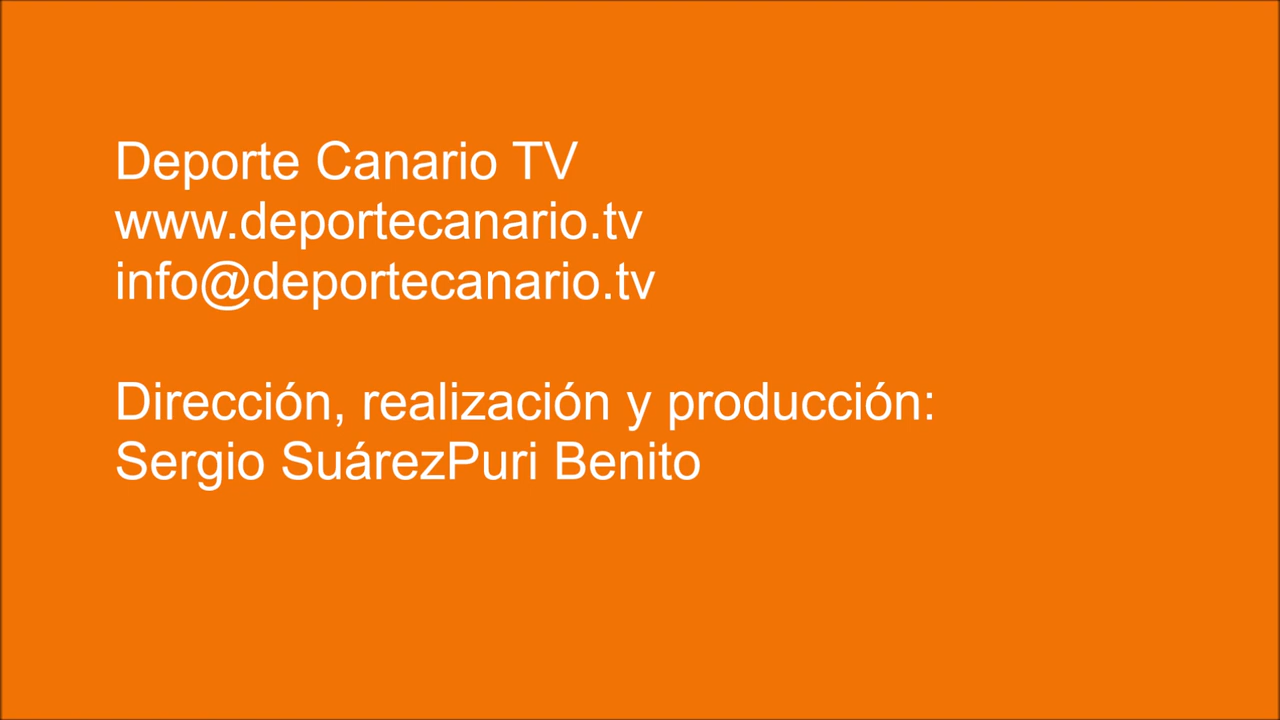 Deporte Canario TV
www.deportecanario.tv
info@deportecanario.tv
Dirección, realización y producción:
Sergio SuárezPuri Benito